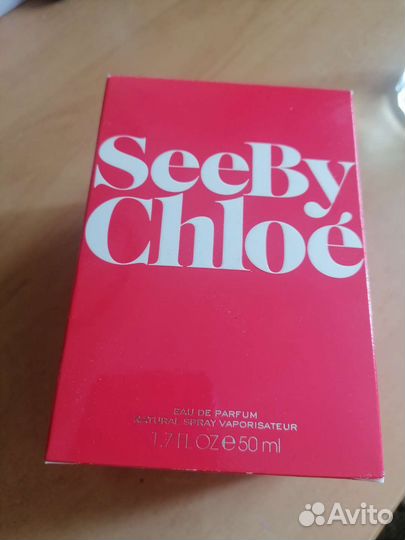 SeeBy
Chloé
EAU DE PARFUM
NATURAL SPRAY VAPORISATEUR
1.7 FL OZ ℮ 50 ml
Avito